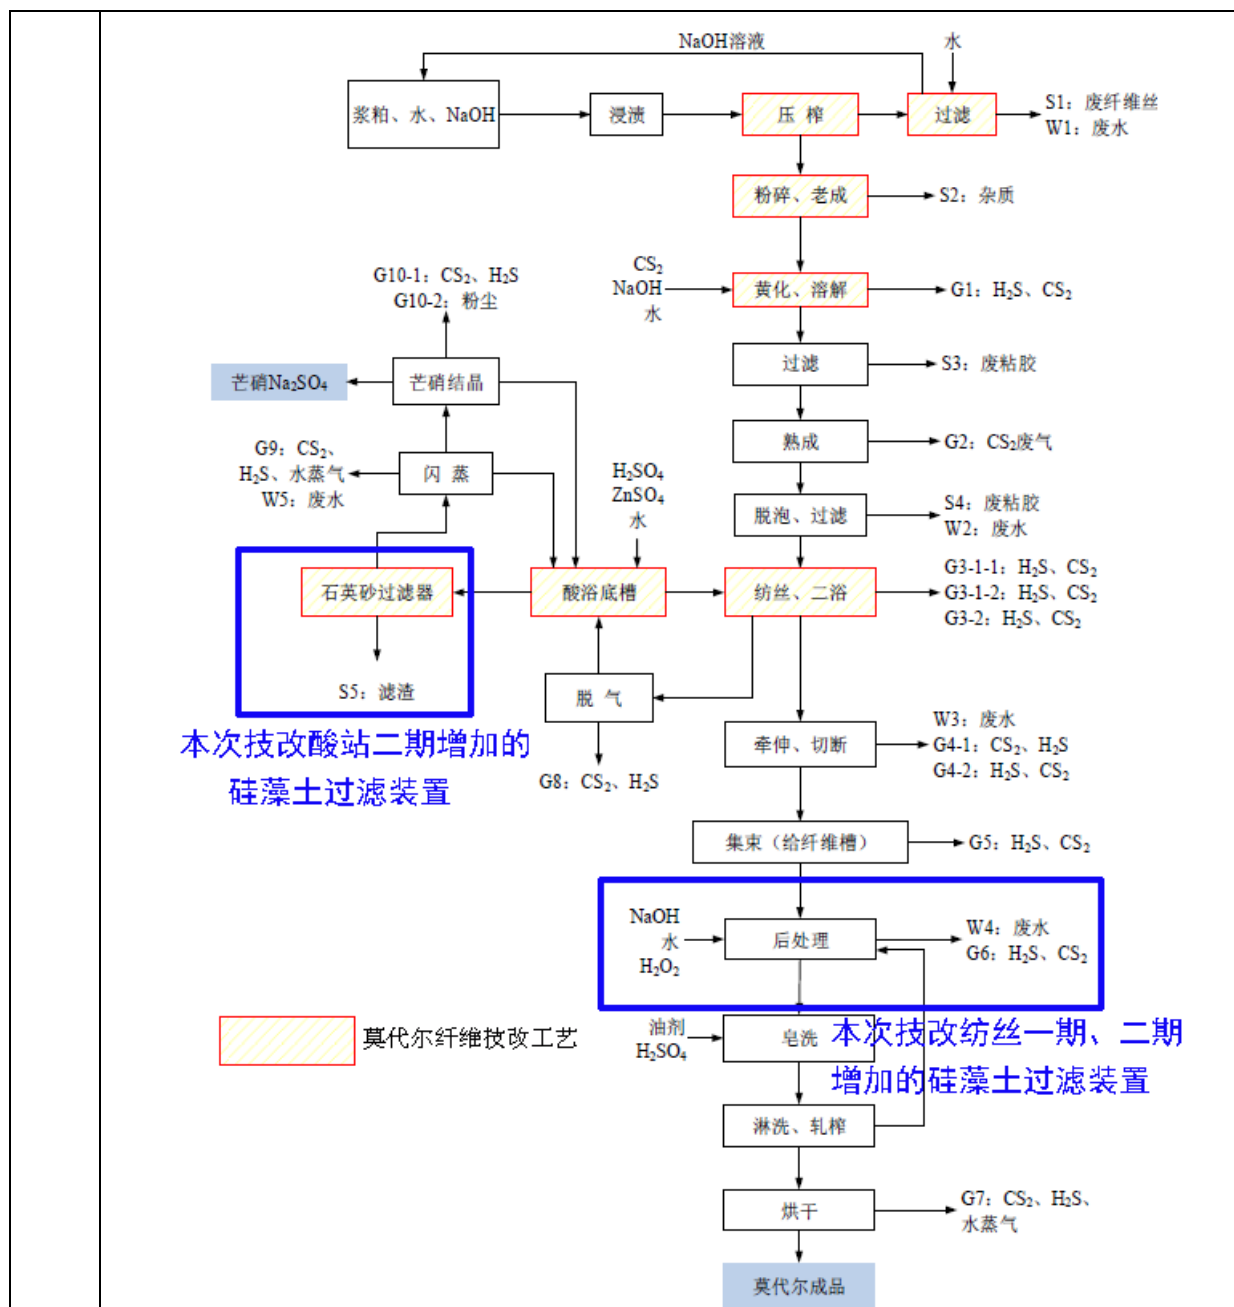 NaOH溶液
水
浆粕、水、NaOH
浸渍
压 榨
过滤
S1：废纤维丝
W1：废水
粉碎、老成
S2：杂质
CS₂
NaOH
水
黄化、溶解
G1：H₂S、CS₂
G10-1：CS₂、H₂S
G10-2：粉尘
过滤
S3：废粘胶
芒硝Na₂SO₄
芒硝结晶
熟成
G2：CS₂废气
G9：CS₂、
H₂S、水蒸气
W5：废水
闪 蒸
H₂SO₄
ZnSO₄
水
脱泡、过滤
S4：废粘胶
W2：废水
石英砂过滤器
酸浴底槽
纺丝、二浴
G3-1-1：H₂S、CS₂
G3-1-2：H₂S、CS₂
G3-2：H₂S、CS₂
S5：滤渣
脱 气
本次技改酸站二期增加的
硅藻土过滤装置
G8：CS₂、H₂S
牵伸、切断
W3：废水
G4-1：CS₂、H₂S
G4-2：H₂S、CS₂
集束（给纤维槽）
G5：H₂S、CS₂
NaOH
水
H₂O₂
后处理
W4：废水
G6：H₂S、CS₂
莫代尔纤维技改工艺
油剂
H₂SO₄
皂洗
本次技改纺丝一期、二期
增加的硅藻土过滤装置
淋洗、轧榨
烘干
G7：CS₂、H₂S、
水蒸气
莫代尔成品